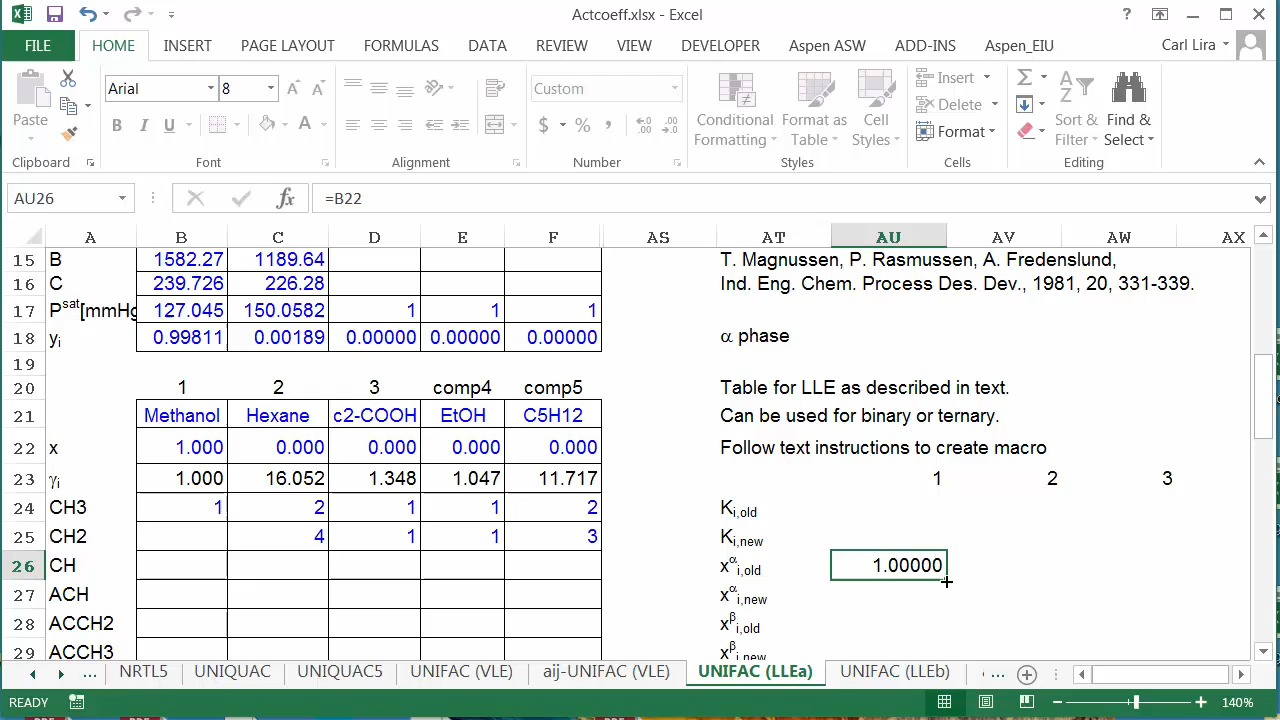 Actcoeff.xlsx - Excel
FILE HOME INSERT PAGE LAYOUT FORMULAS DATA REVIEW VIEW DEVELOPER Aspen ASW ADD-INS Aspen_EIU Carl Lira
Arial 8 Custom Insert
Paste Conditional Formatting Format as Table Cell Styles Delete Sort & Filter Find & Select
Format
Clipboard Font Alignment Number Styles Cells Editing
AU26 fx =B22
A B C D E F AS AT AU AV AW AX
15 B 1582.27 1189.64 T. Magnussen, P. Rasmussen, A. Fredenslund,
16 C 239.726 226.28 Ind. Eng. Chem. Process Des. Dev., 1981, 20, 331-339.
17 Psat[mmHg 127.045 150.0582 1 1 1
18 yi 0.99811 0.00189 0.00000 0.00000 0.00000 α phase
19
20 1 2 3 comp4 comp5 Table for LLE as described in text.
21 Methanol Hexane c2-COOH EtOH C5H12 Can be used for binary or ternary.
22 x 1.000 0.000 0.000 0.000 0.000 Follow text instructions to create macro
23 γi 1.000 16.052 1.348 1.047 11.717 1 2 3
24 CH3 1 2 1 1 2 Ki,old
25 CH2 4 1 1 3 Ki,new
26 CH xαi,old 1.00000
27 ACH xαi,new
28 ACCH2 xβi,old
29 ACCH3 xβi,new
... NRTL5 UNIQUAC UNIQUAC5 UNIFAC (VLE) aij-UNIFAC (VLE) UNIFAC (LLEa) UNIFAC (LLEb) ...
READY 140%